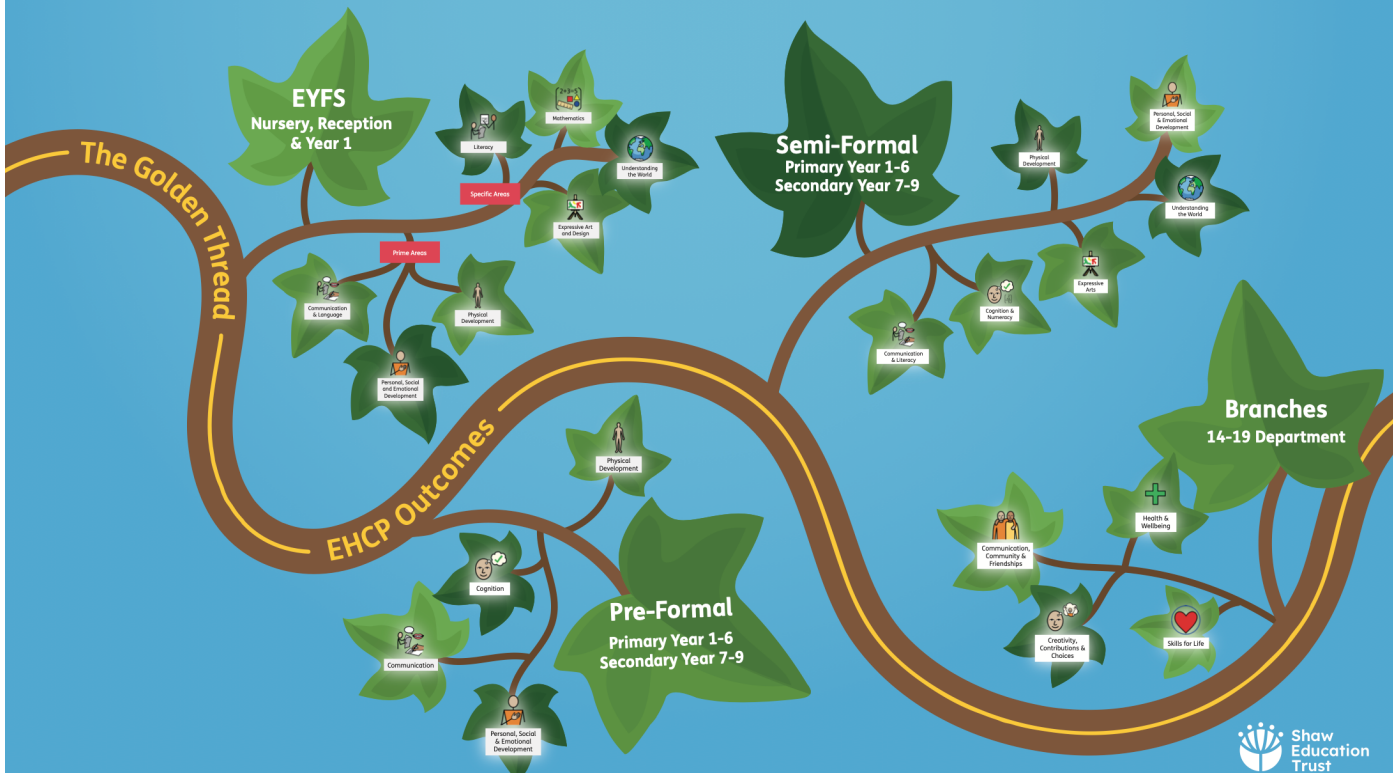 The Golden Thread
EHCP Outcomes
EYFS
Nursery, Reception
& Year 1
Literacy
2+3=5
Mathematics
Understanding
the World
Specific Areas
Expressive Art
and Design
Prime Areas
Communication
& Language
Physical
Development
Personal, Social
and Emotional
Development
Semi-Formal
Primary Year 1-6
Secondary Year 7-9
Physical
Development
Personal, Social
& Emotional
Development
Understanding
the World
Expressive
Arts
Cognition &
Numeracy
Communication
& Literacy
Pre-Formal
Primary Year 1-6
Secondary Year 7-9
Physical
Development
Cognition
Communication
Personal, Social
& Emotional
Development
Branches
14-19 Department
Health &
Wellbeing
Communication,
Community &
Friendships
Creativity,
Contributions &
Choices
Skills for Life
Shaw
Education
Trust